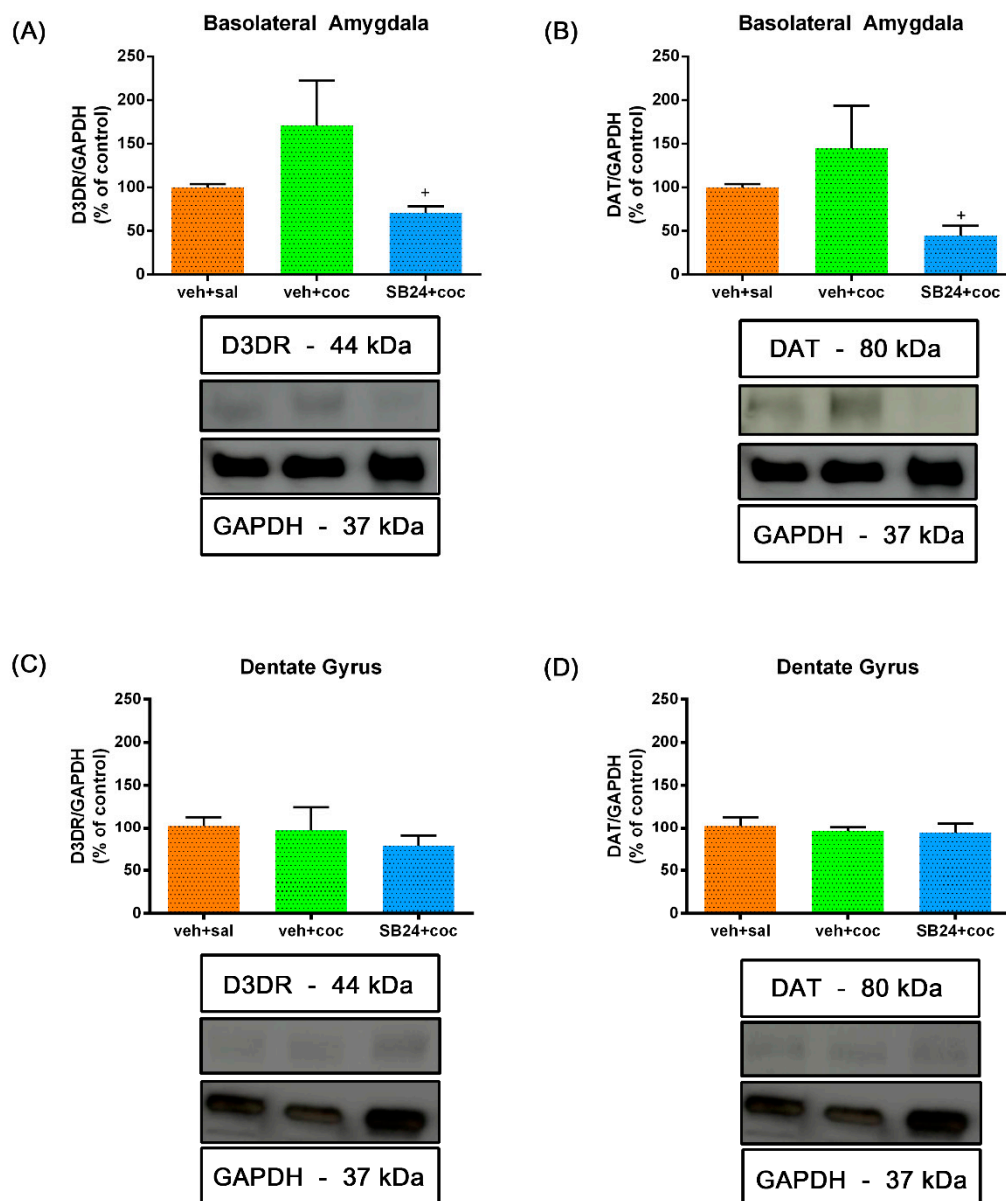 (A)
Basolateral Amygdala
D3DR/GAPDH
(% of control)
250
200
150
100
50
0
+
veh+sal veh+coc SB24+coc
D3DR - 44 kDa
GAPDH - 37 kDa
(B)
Basolateral Amygdala
DAT/GAPDH
(% of control)
250
200
150
100
50
0
+
veh+sal veh+coc SB24+coc
DAT - 80 kDa
GAPDH - 37 kDa
(C)
Dentate Gyrus
D3DR/GAPDH
(% of control)
250
200
150
100
50
0
veh+sal veh+coc SB24+coc
D3DR - 44 kDa
GAPDH - 37 kDa
(D)
Dentate Gyrus
DAT/GAPDH
(% of control)
250
200
150
100
50
0
veh+sal veh+coc SB24+coc
DAT - 80 kDa
GAPDH - 37 kDa